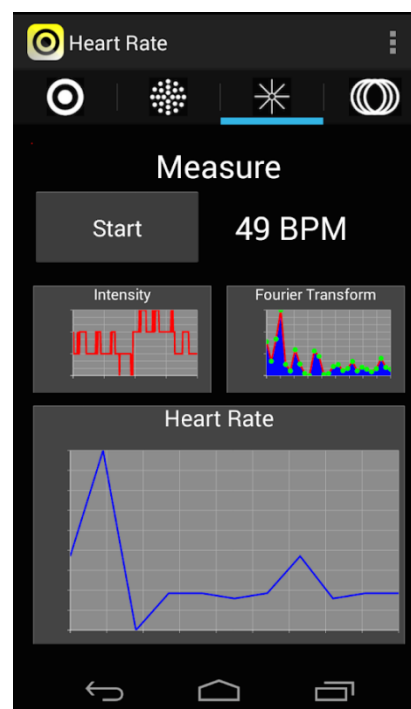 Heart Rate
Measure
Start
49 BPM
Intensity
Fourier Transform
Heart Rate